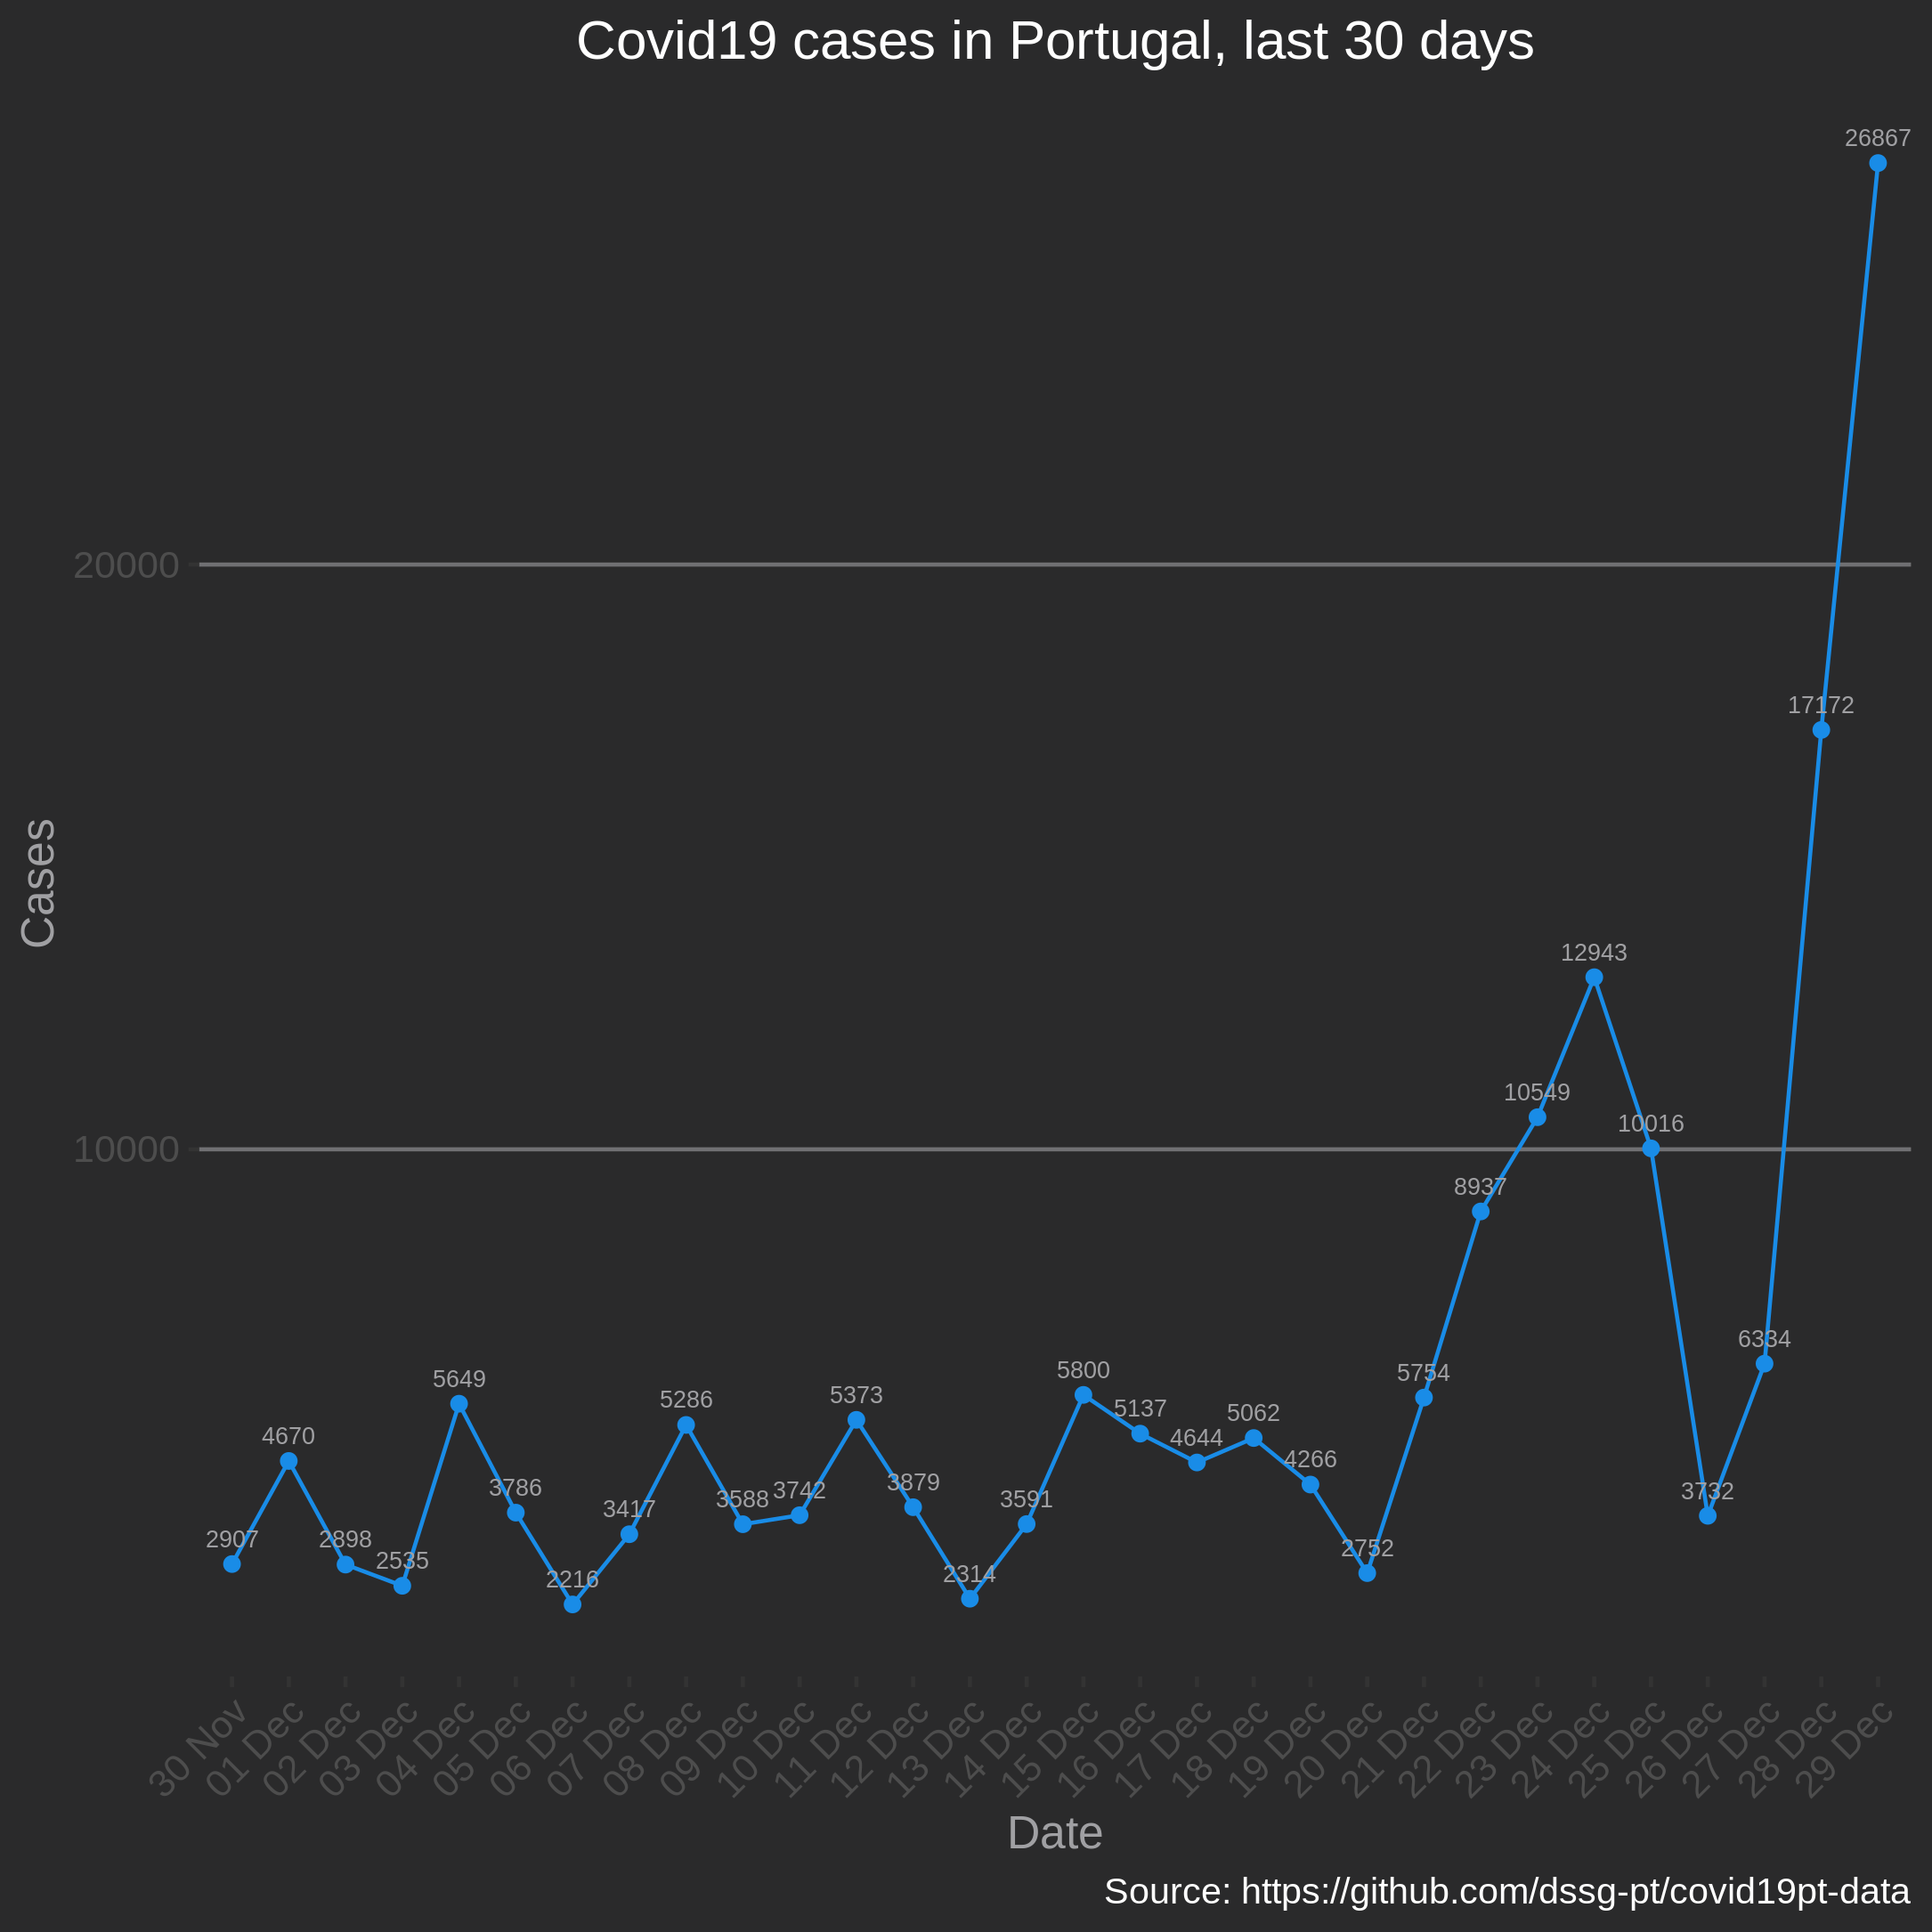 Covid19 cases in Portugal, last 30 days
26867
20000
17172
Cases
12943
10549
10016
10000
8937
6334
5649
5286
5373
5800
5754
4670
5137
4644
5062
4266
3786
3417
3588
3742
3879
3591
3732
2907
2898
2535
2216
2314
2752
30 Nov
01 Dec
02 Dec
03 Dec
04 Dec
05 Dec
06 Dec
07 Dec
08 Dec
09 Dec
10 Dec
11 Dec
12 Dec
13 Dec
14 Dec
15 Dec
16 Dec
17 Dec
18 Dec
19 Dec
20 Dec
21 Dec
22 Dec
23 Dec
24 Dec
25 Dec
26 Dec
27 Dec
28 Dec
29 Dec
Date
Source: https://github.com/dssg-pt/covid19pt-data